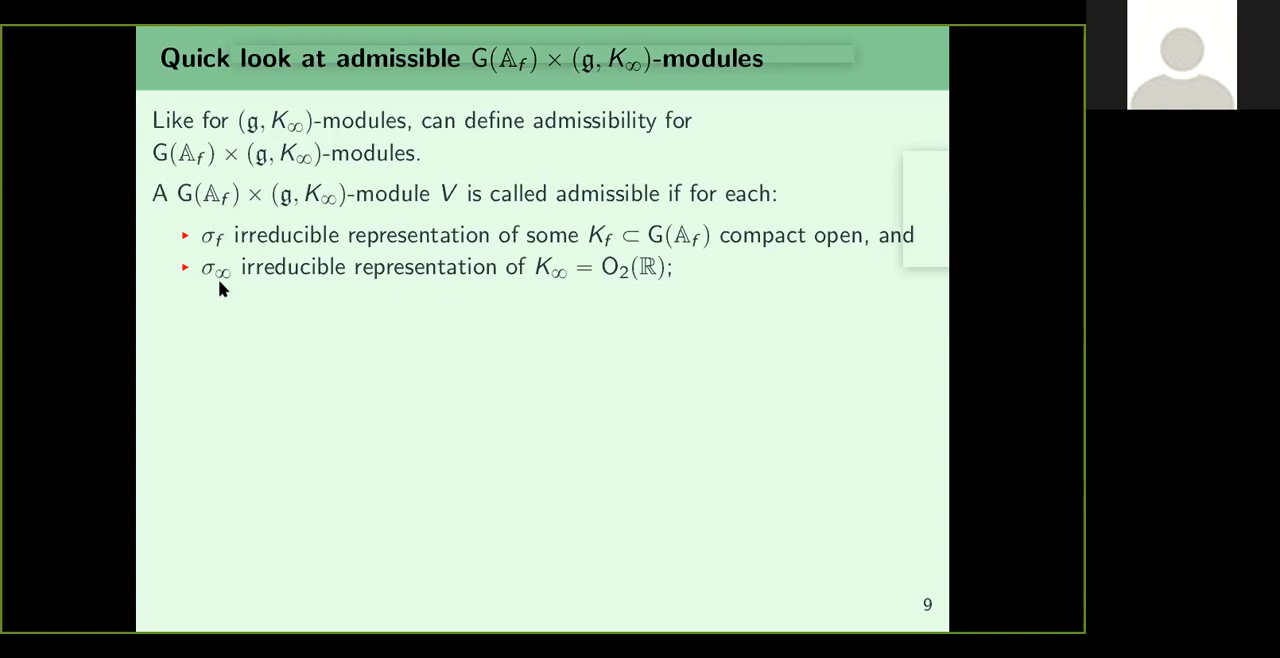 Quick look at admissible G(𝔸_f) × (𝔤, K_∞)-modules
Like for (𝔤, K_∞)-modules, can define admissibility for
G(𝔸_f) × (𝔤, K_∞)-modules.
A G(𝔸_f) × (𝔤, K_∞)-module V is called admissible if for each:
▸ σ_f irreducible representation of some K_f ⊂ G(𝔸_f) compact open, and
▸ σ_∞ irreducible representation of K_∞ = O₂(ℝ);
9